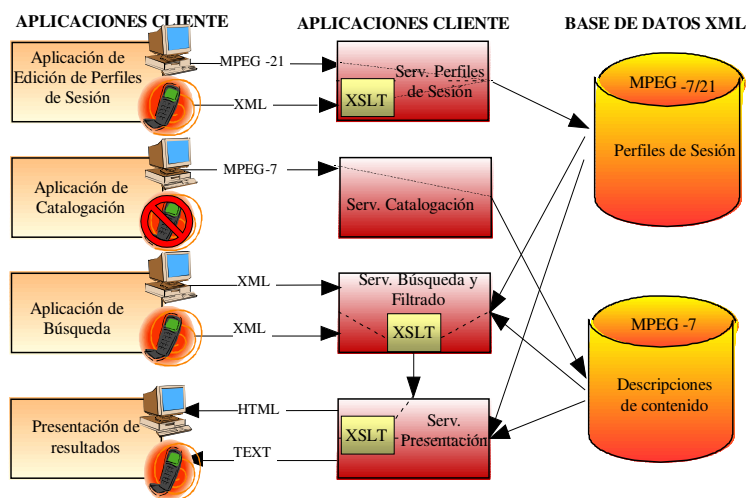 APLICACIONES CLIENTE
APLICACIONES CLIENTE
BASE DE DATOS XML
Aplicación de
Edición de Perfiles
de Sesión
MPEG -21
XML
Serv. Perfiles
de Sesión
XSLT
MPEG -7/21
Perfiles de Sesión
Aplicación de
Catalogación
MPEG-7
Serv. Catalogación
Aplicación de
Búsqueda
XML
XML
Serv. Búsqueda y
Filtrado
XSLT
MPEG -7
Descripciones
de contenido
Presentación de
resultados
HTML
TEXT
XSLT
Serv.
Presentación